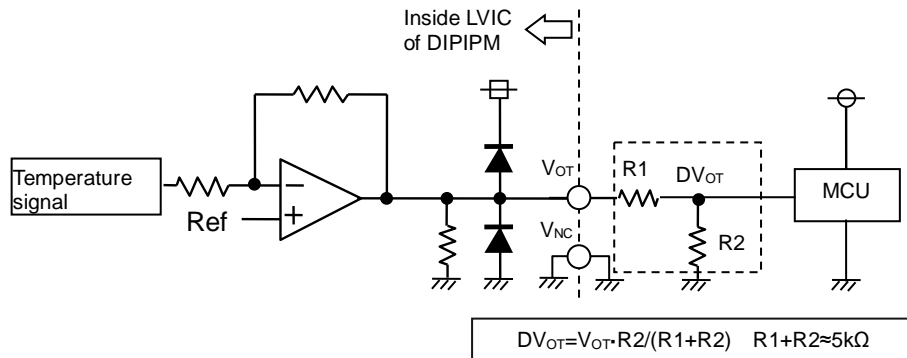 Inside LVIC
of DIPIPM
Temperature
signal
Ref
−
+
VOT
VNC
R1
DVOT
R2
MCU
DVOT=VOT·R2/(R1+R2) R1+R2≈5kΩ